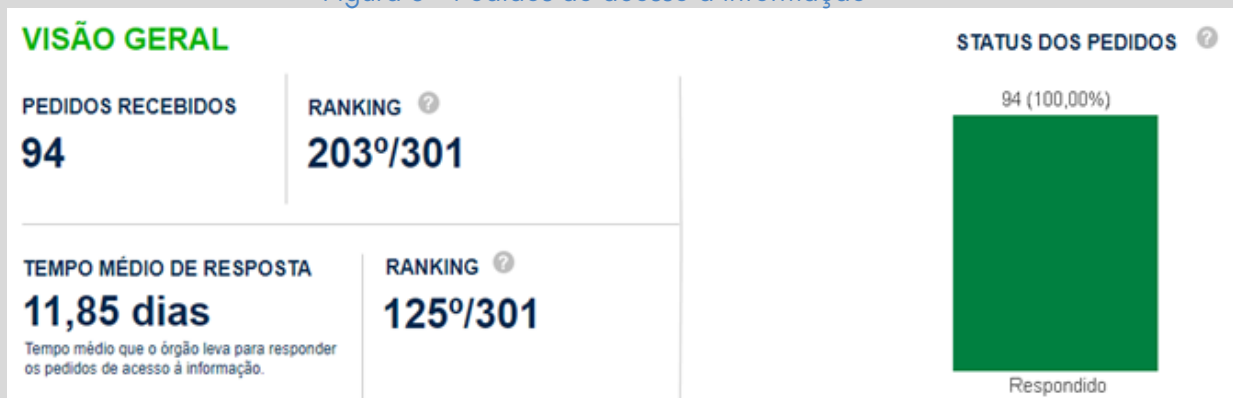 VISÃO GERAL
PEDIDOS RECEBIDOS
94
RANKING ?
203º/301
TEMPO MÉDIO DE RESPOSTA
11,85 dias
Tempo médio que o órgão leva para responder
os pedidos de acesso à informação.
RANKING ?
125º/301
STATUS DOS PEDIDOS ?
94 (100,00%)
Respondido